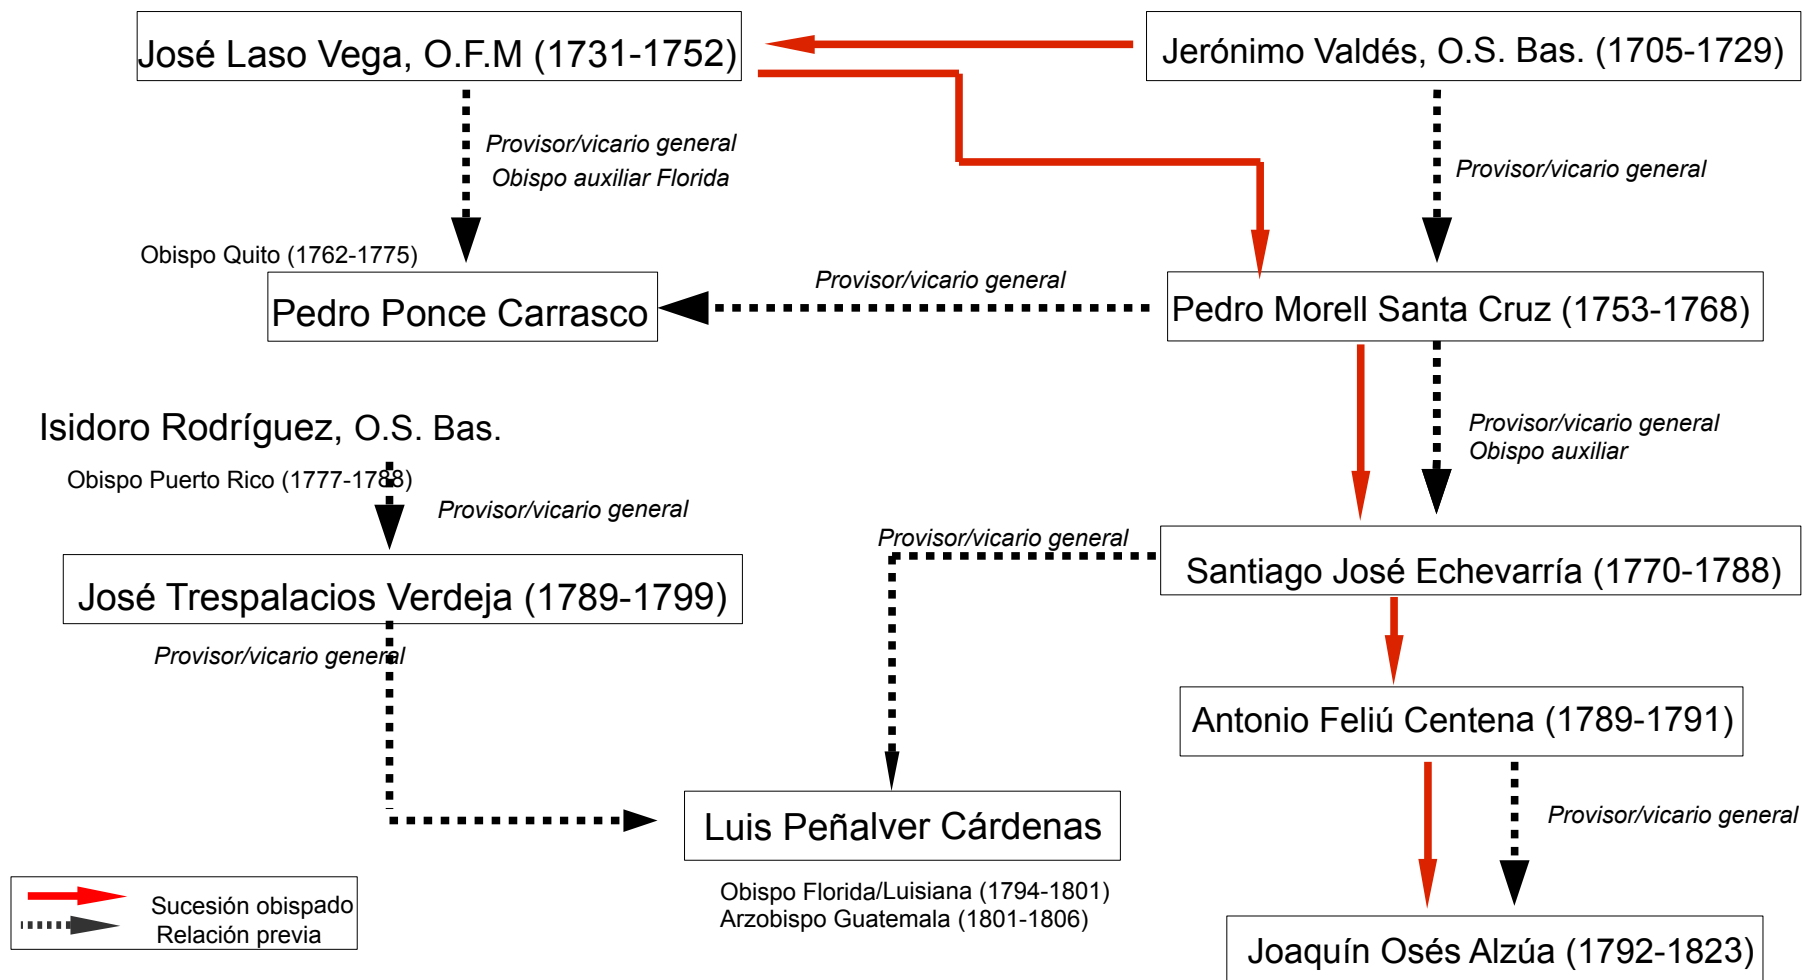 José Laso Vega, O.F.M (1731-1752)
Jerónimo Valdés, O.S. Bas. (1705-1729)
Provisor/vicario general
Obispo auxiliar Florida
Provisor/vicario general
Obispo Quito (1762-1775)
Pedro Ponce Carrasco
Provisor/vicario general
Pedro Morell Santa Cruz (1753-1768)
Isidoro Rodríguez, O.S. Bas.
Obispo Puerto Rico (1777-1788)
Provisor/vicario general
Provisor/vicario general
Obispo auxiliar
José Trespalacios Verdeja (1789-1799)
Provisor/vicario general
Provisor/vicario general
Santiago José Echevarría (1770-1788)
Antonio Feliú Centena (1789-1791)
Luis Peñalver Cárdenas
Obispo Florida/Luisiana (1794-1801)
Arzobispo Guatemala (1801-1806)
Provisor/vicario general
Joaquín Osés Alzúa (1792-1823)
Sucesión obispado
Relación previa